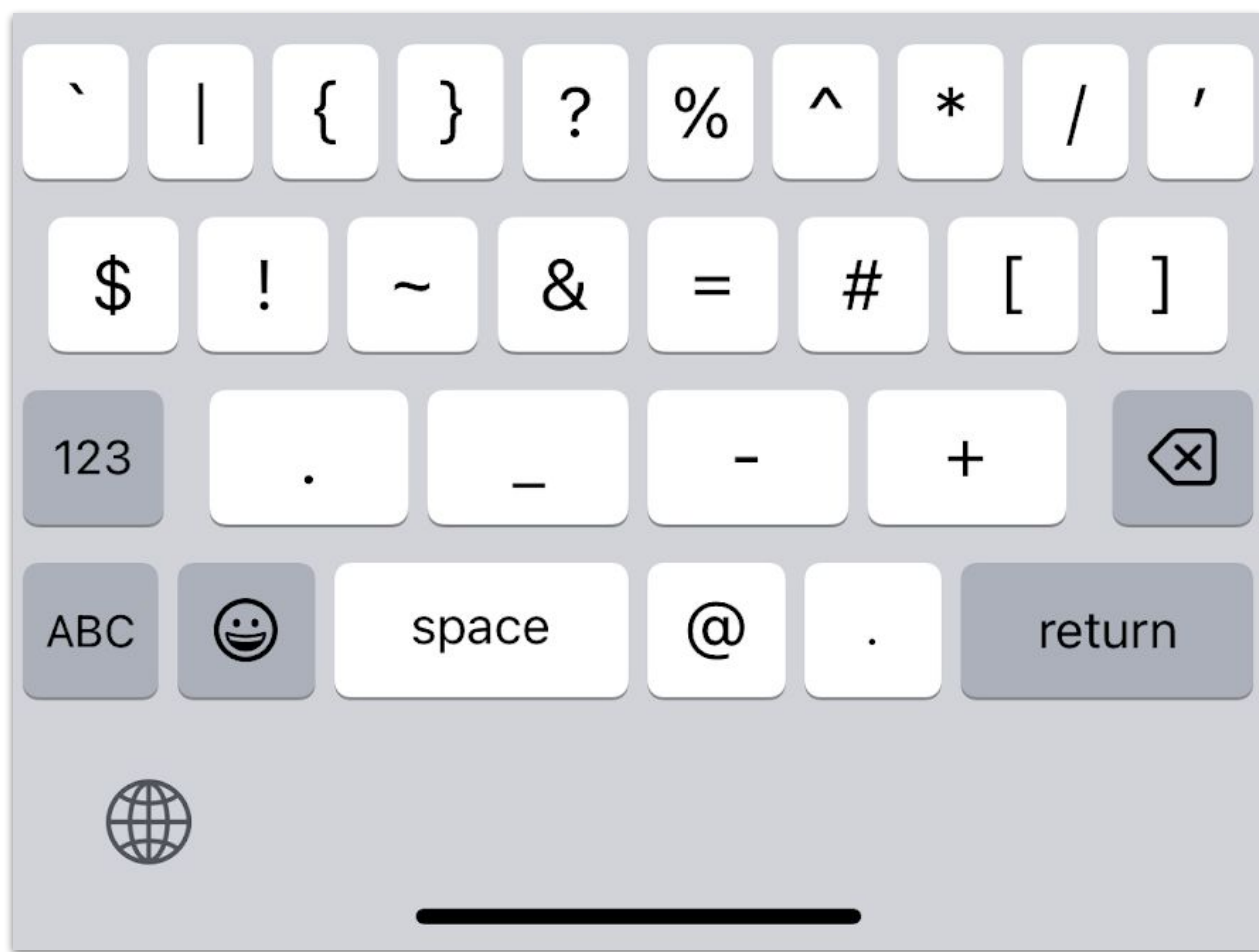 ` | { } ? % ^ * / '
$ ! ~ & = # [ ]
123 . _ - +
ABC space @ . return